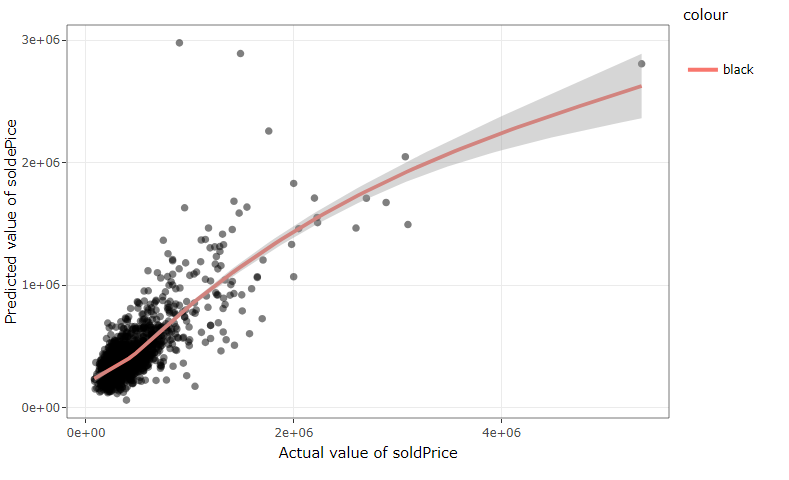 colour
black
3e+06
2e+06
1e+06
0e+00
Predicted value of soldePice
0e+00
2e+06
4e+06
Actual value of soldPrice